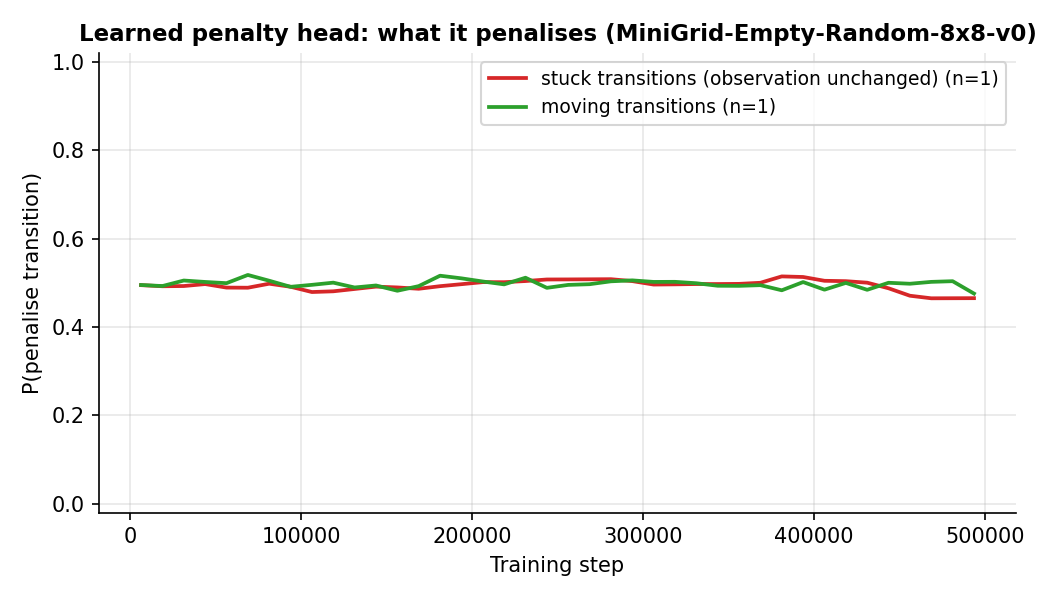 Learned penalty head: what it penalises (MiniGrid-Empty-Random-8x8-v0)
stuck transitions (observation unchanged) (n=1)
moving transitions (n=1)
P(penalise transition)
1.0
0.8
0.6
0.4
0.2
0.0
0 100000 200000 300000 400000 500000
Training step